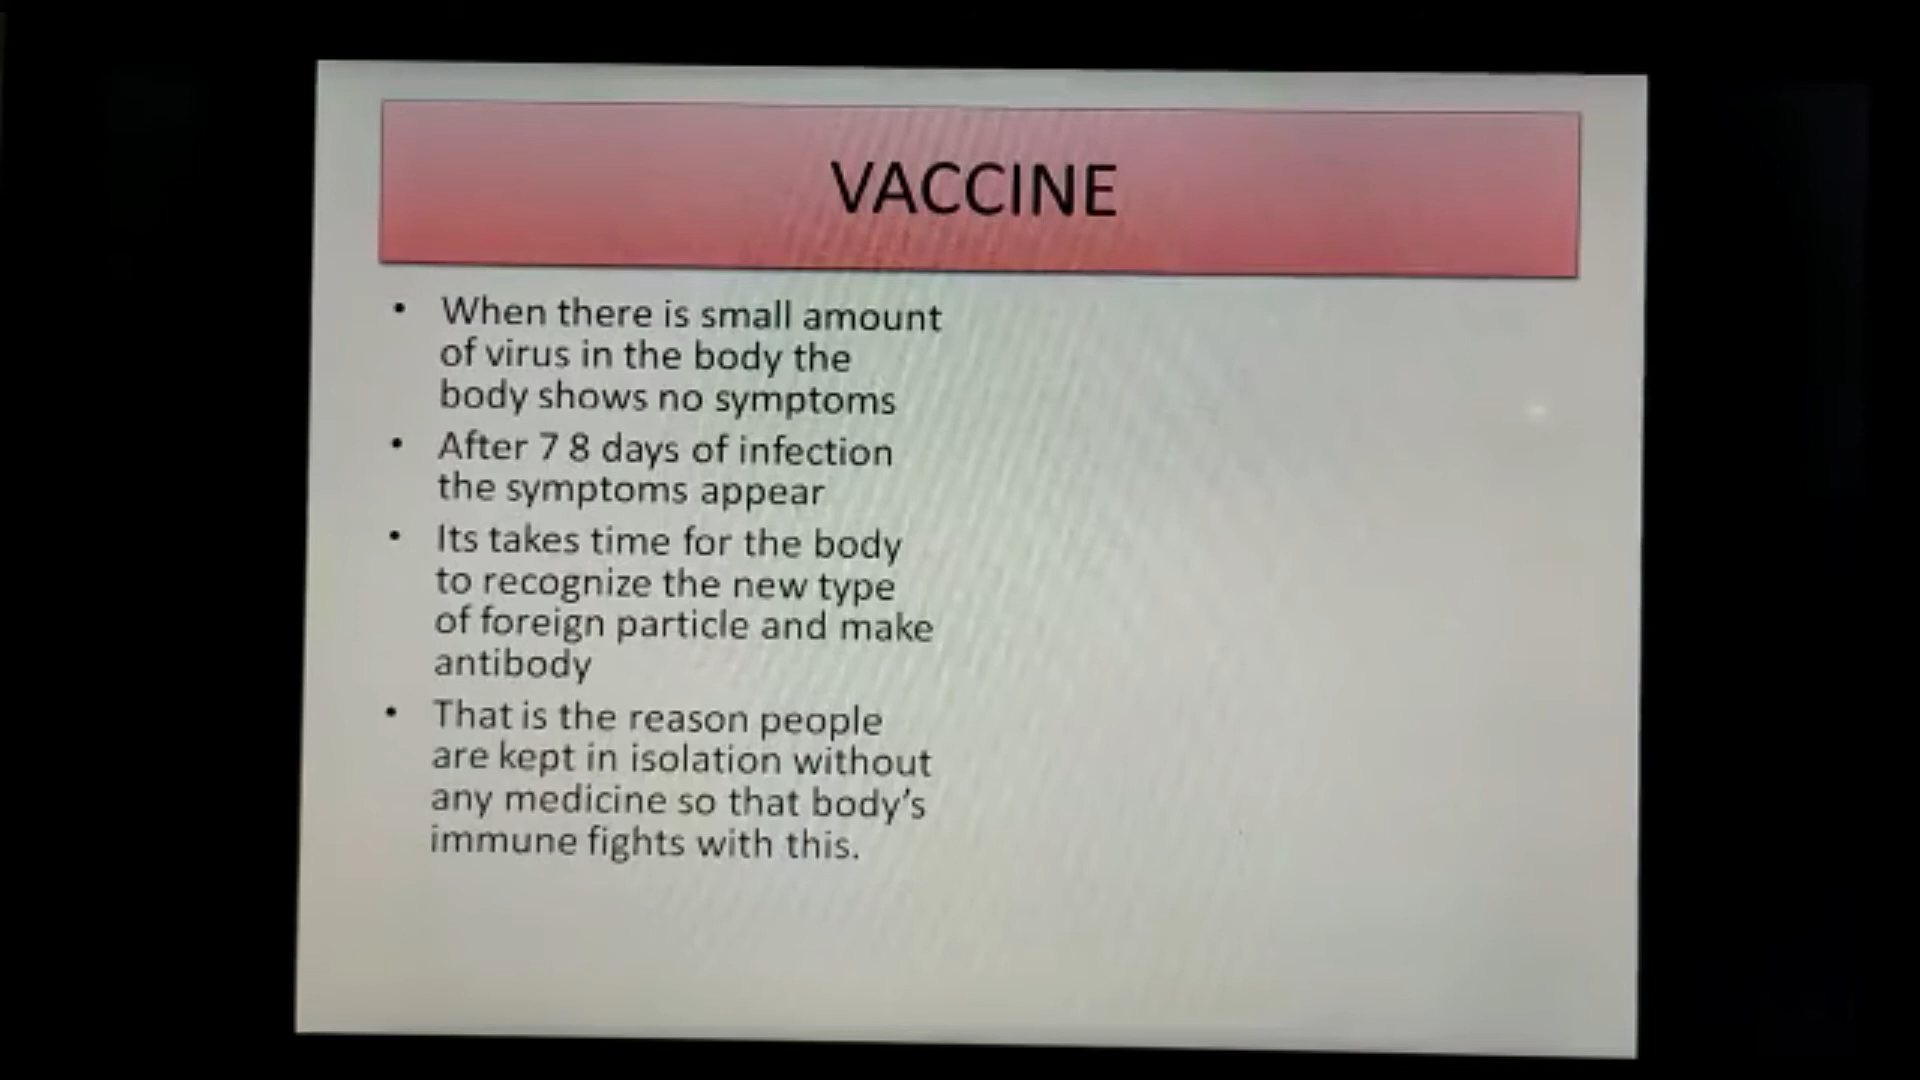 VACCINE
• When there is small amount
of virus in the body the
body shows no symptoms
• After 7 8 days of infection
the symptoms appear
• Its takes time for the body
to recognize the new type
of foreign particle and make
antibody
• That is the reason people
are kept in isolation without
any medicine so that body's
immune fights with this.